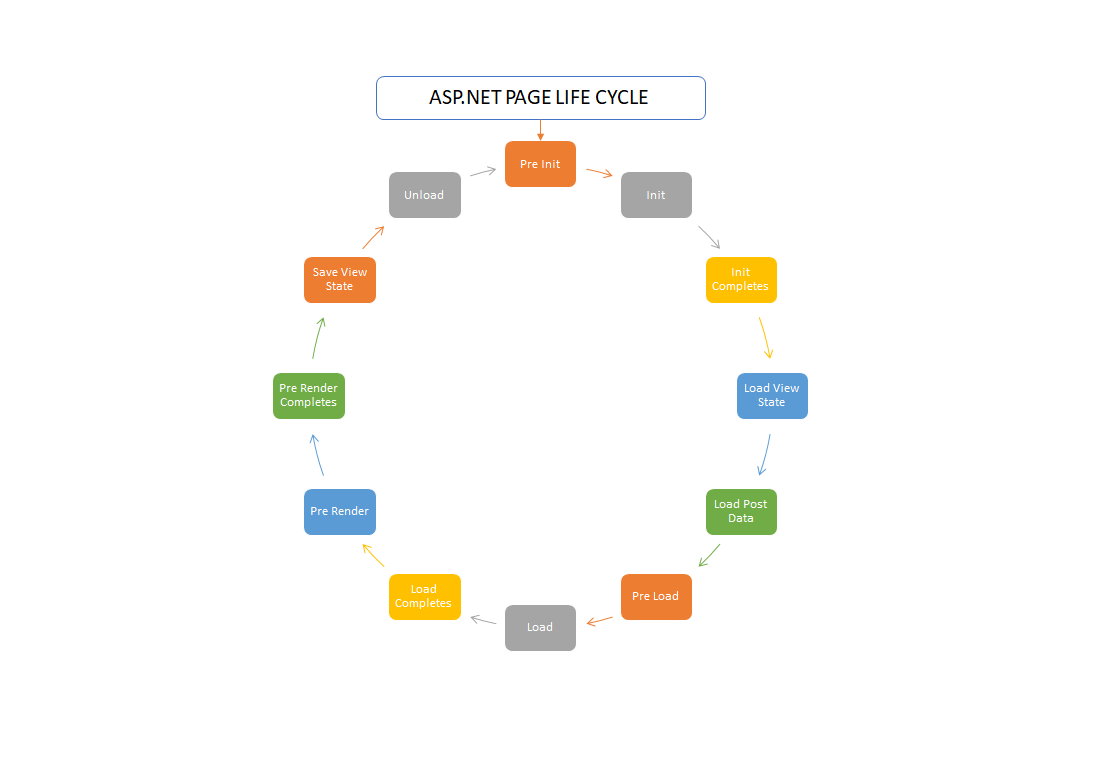 ASP.NET PAGE LIFE CYCLE
Pre Init
Init
Init
Completes
Load View
State
Load Post
Data
Pre Load
Load
Load
Completes
Pre Render
Pre Render
Completes
Save View
State
Unload